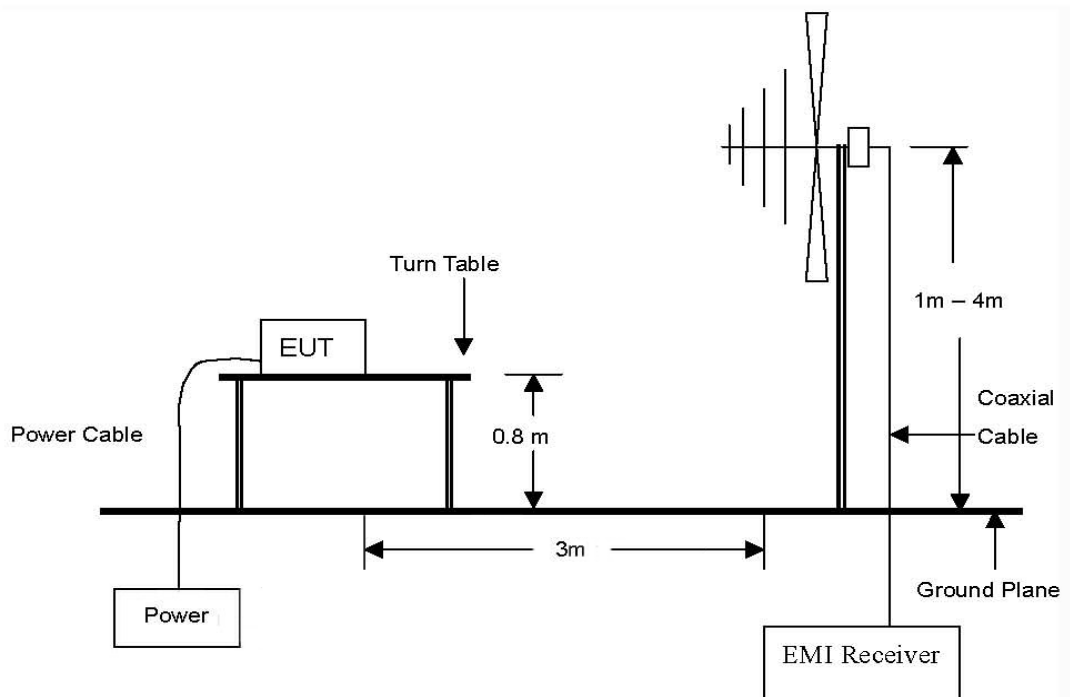 Turn Table
1m – 4m
EUT
Coaxial
Cable
Power Cable
0.8 m
3m
Ground Plane
Power
EMI Receiver